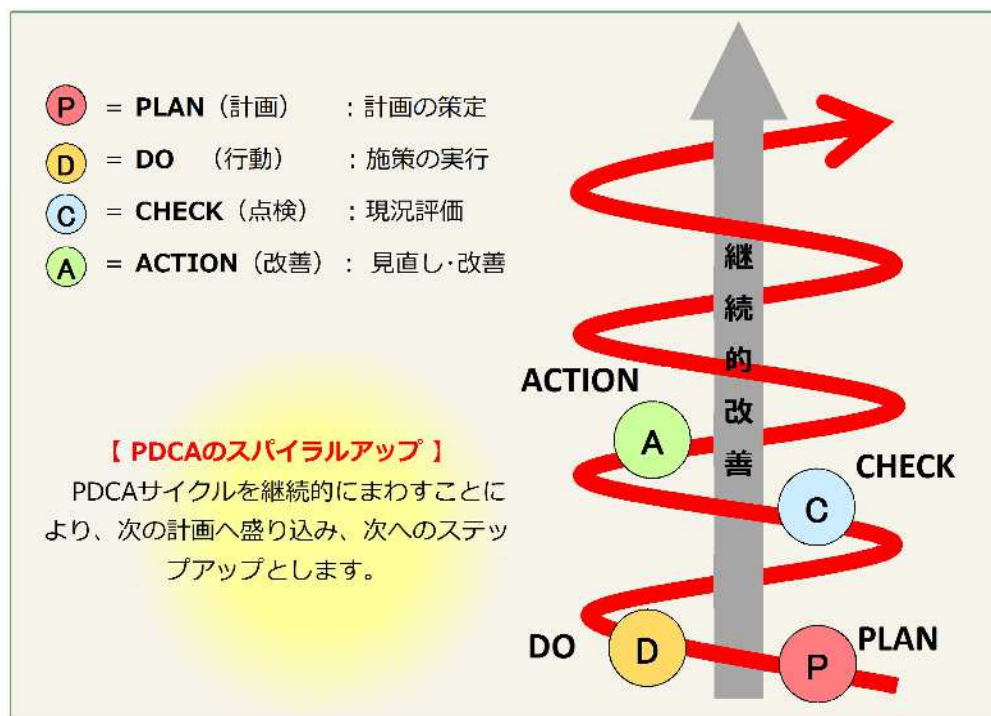 P = PLAN（計画） ：計画の策定
D = DO （行動） ：施策の実行
C = CHECK（点検） ：現況評価
A = ACTION（改善）： 見直し･改善
【 PDCAのスパイラルアップ 】
PDCAサイクルを継続的にまわすことに
より、次の計画へ盛り込み、次へのステッ
プアップとします。
継続的改善
ACTION
A
CHECK
C
DO
D
PLAN
P